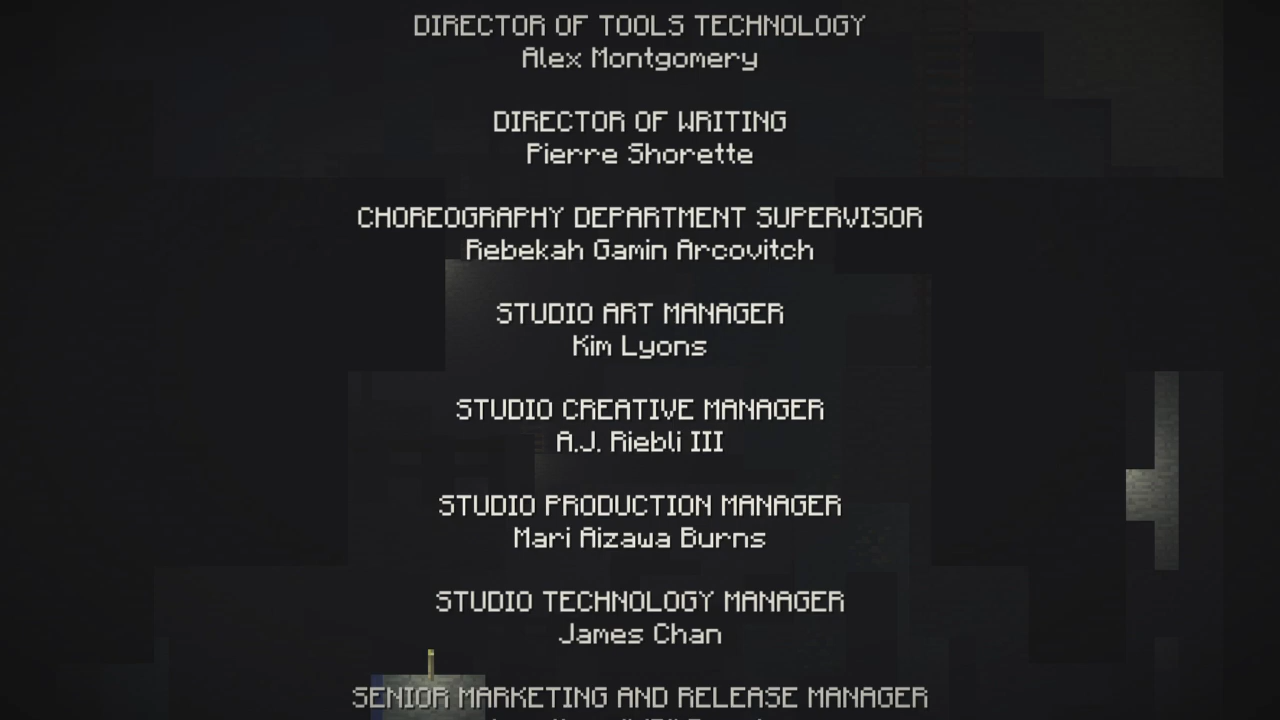 DIRECTOR OF TOOLS TECHNOLOGY
Alex Montgomery
DIRECTOR OF WRITING
Pierre Shorette
CHOREOGRAPHY DEPARTMENT SUPERVISOR
Rebekah Gamin Arcovitch
STUDIO ART MANAGER
Kim Lyons
STUDIO CREATIVE MANAGER
A.J. Riebli III
STUDIO PRODUCTION MANAGER
Mari Aizawa Burns
STUDIO TECHNOLOGY MANAGER
James Chan
SENIOR MARKETING AND RELEASE MANAGER